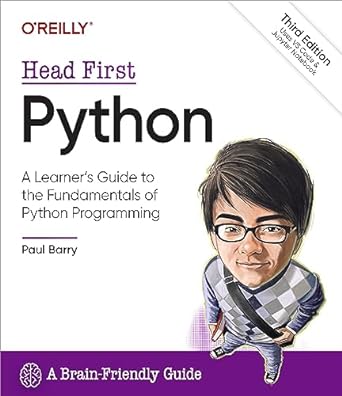 O'REILLY®
Third Edition
Uses VS Code &
Jupyter Notebook
Head First
Python
A Learner's Guide to
the Fundamentals of
Python Programming
Paul Barry
A Brain-Friendly Guide